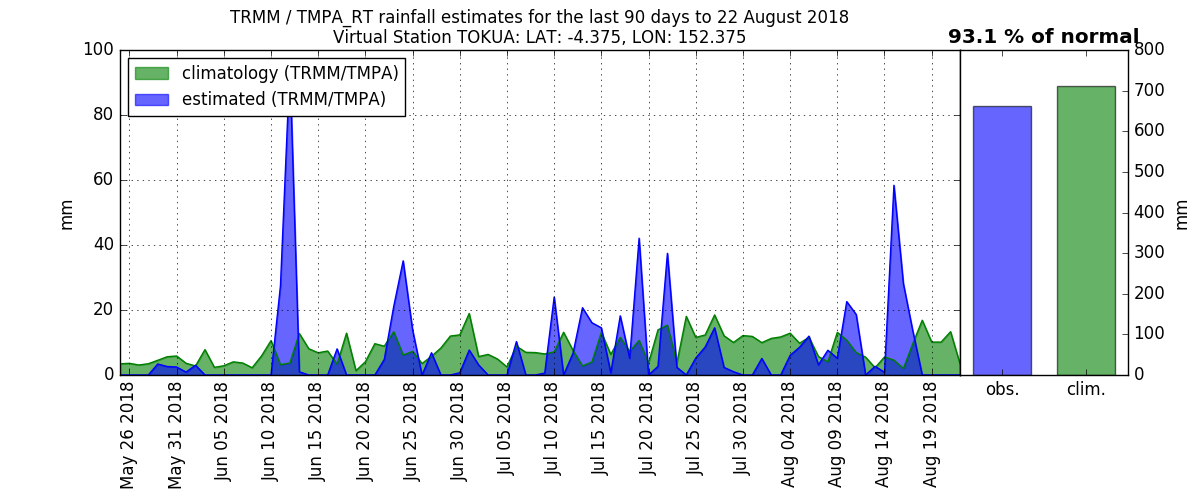 TRMM / TMPA_RT rainfall estimates for the last 90 days to 22 August 2018
Virtual Station TOKUA: LAT: -4.375, LON: 152.375
93.1 % of normal
climatology (TRMM/TMPA)
estimated (TRMM/TMPA)
mm
100
80
60
40
20
0
May 26 2018
May 31 2018
Jun 05 2018
Jun 10 2018
Jun 15 2018
Jun 20 2018
Jun 25 2018
Jun 30 2018
Jul 05 2018
Jul 10 2018
Jul 15 2018
Jul 20 2018
Jul 25 2018
Jul 30 2018
Aug 04 2018
Aug 09 2018
Aug 14 2018
Aug 19 2018
obs.
clim.
800
700
600
500
400
300
200
100
0
mm